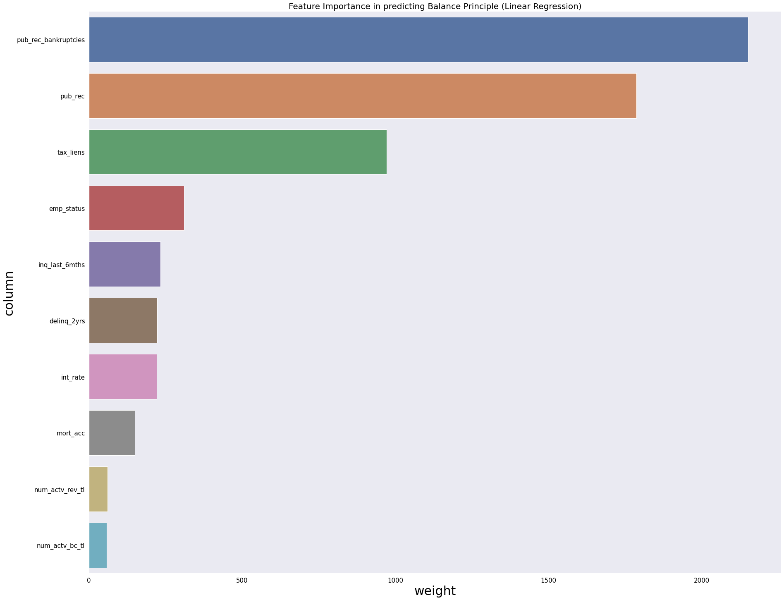 Feature Importance in predicting Balance Principle (Linear Regression)
pub_rec_bankruptcies
pub_rec
tax_liens
emp_status
inq_last_6mths
delinq_2yrs
int_rate
mort_acc
num_actv_rev_tl
num_actv_bc_tl
column
0 500 1000 1500 2000
weight